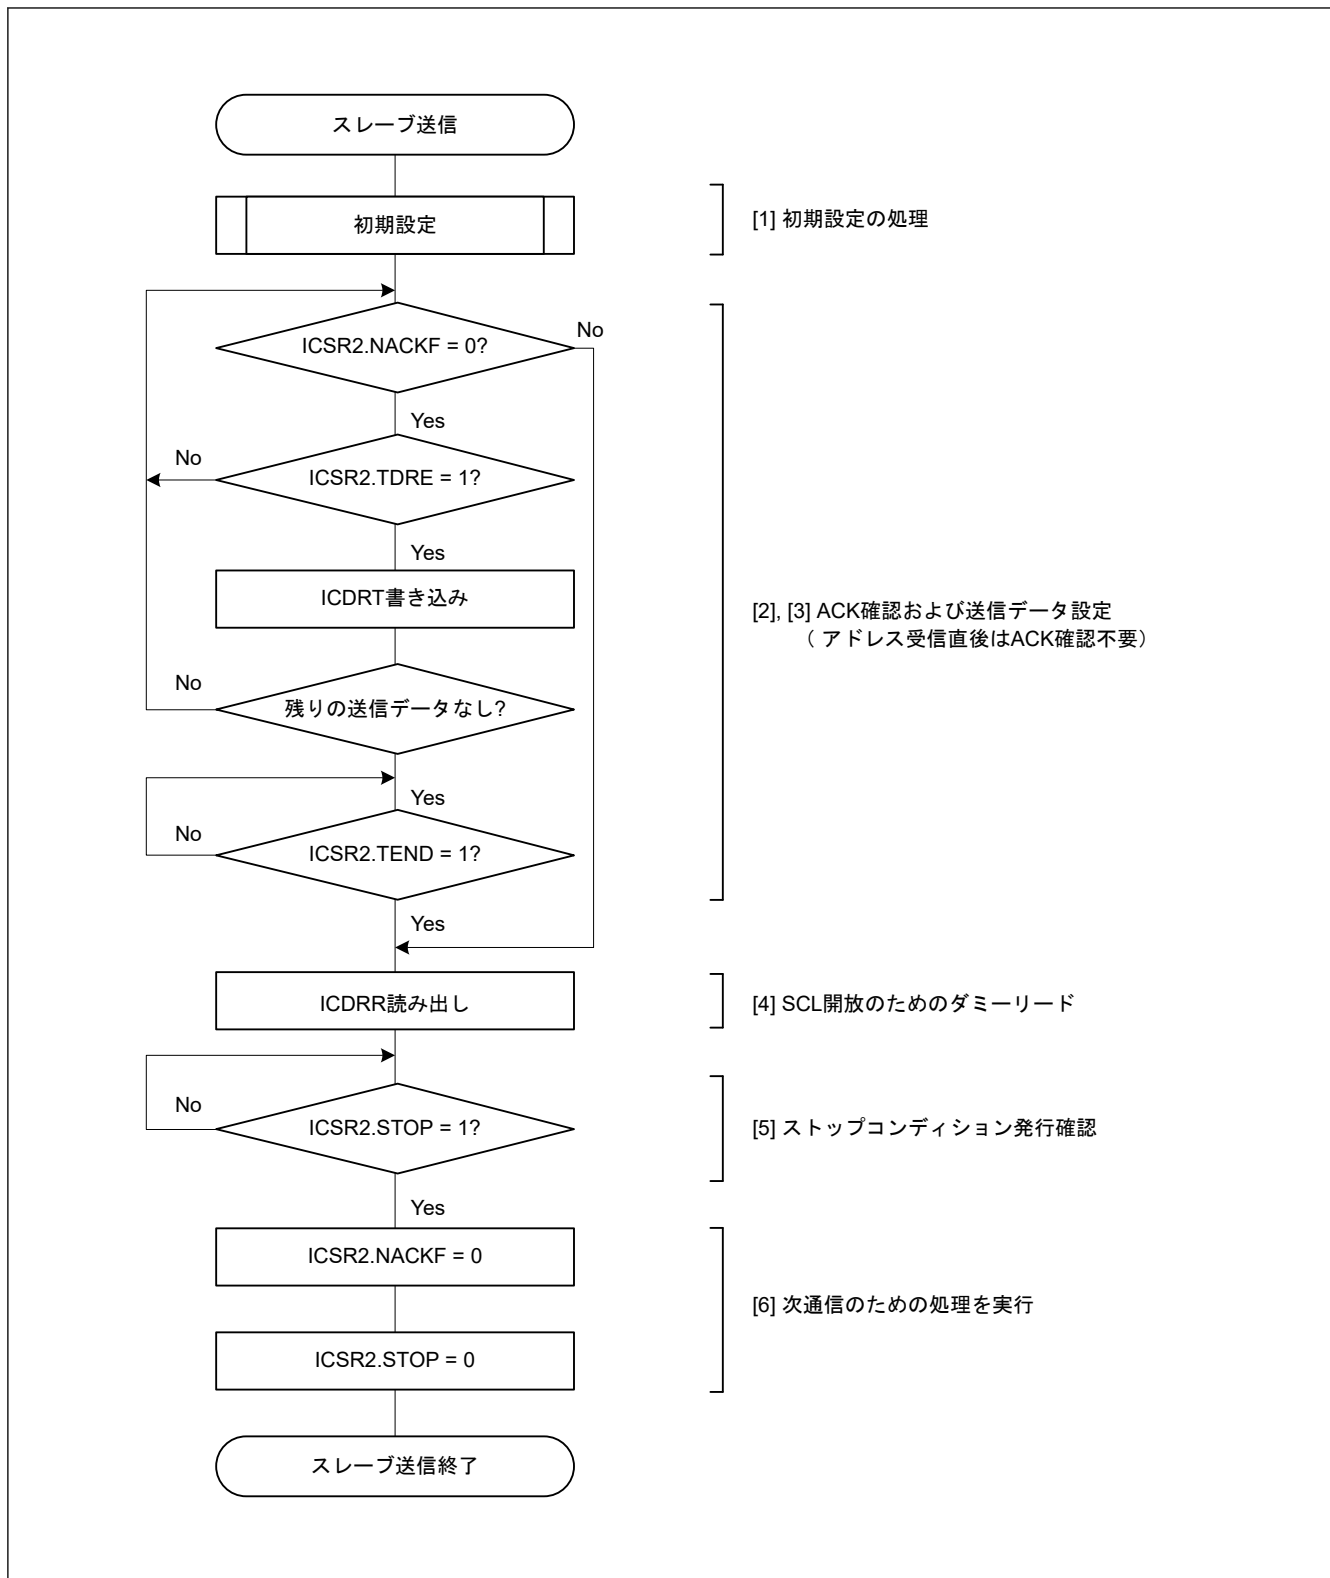 スレーブ送信
初期設定
[1] 初期設定の処理
ICSR2.NACKF = 0?
No
Yes
No
ICSR2.TDRE = 1?
Yes
ICDRT書き込み
[2], [3] ACK確認および送信データ設定
（ アドレス受信直後はACK確認不要）
No
残りの送信データなし?
Yes
No
ICSR2.TEND = 1?
Yes
ICDRR読み出し
[4] SCL開放のためのダミーリード
No
ICSR2.STOP = 1?
[5] ストップコンディション発行確認
Yes
ICSR2.NACKF = 0
[6] 次通信のための処理を実行
ICSR2.STOP = 0
スレーブ送信終了